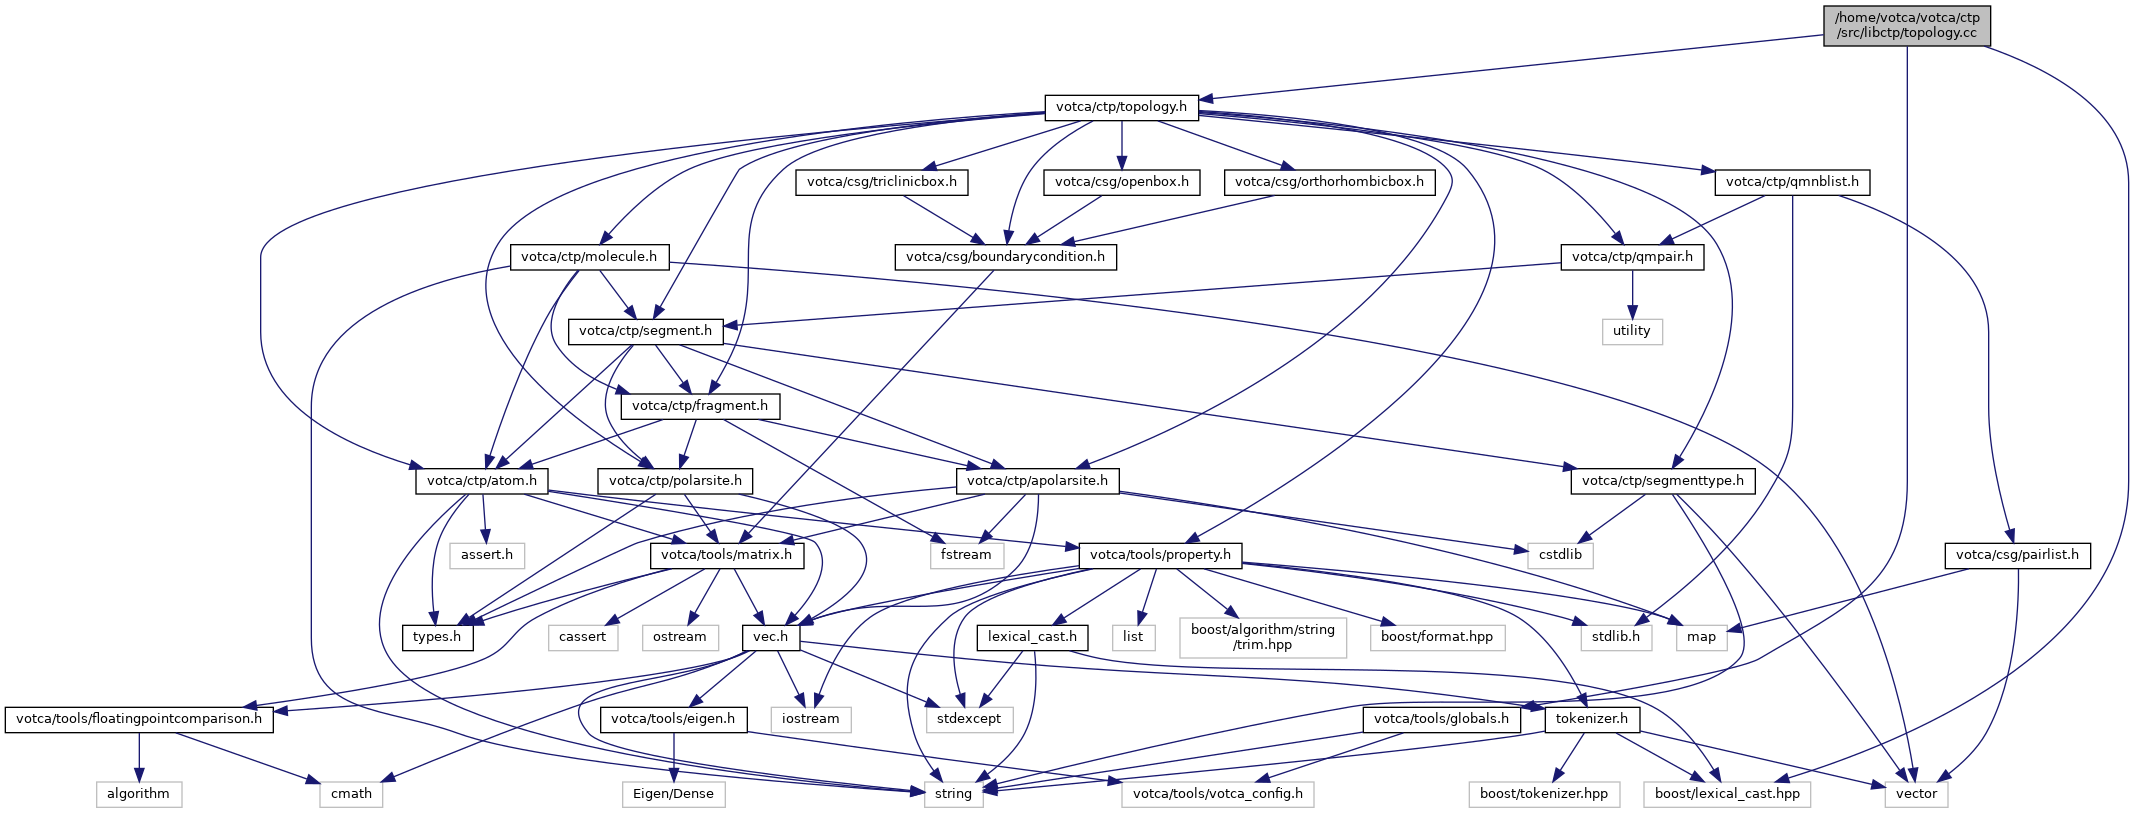 /home/votca/votca/ctp
/src/libctp/topology.cc
votca/ctp/topology.h
votca/csg/triclinicbox.h
votca/csg/openbox.h
votca/csg/orthorhombicbox.h
votca/ctp/qmnblist.h
votca/ctp/molecule.h
votca/csg/boundarycondition.h
votca/ctp/qmpair.h
votca/ctp/segment.h
utility
votca/ctp/fragment.h
votca/ctp/atom.h
votca/ctp/polarsite.h
votca/ctp/apolarsite.h
votca/ctp/segmenttype.h
assert.h
votca/tools/matrix.h
fstream
votca/tools/property.h
cstdlib
votca/csg/pairlist.h
types.h
cassert
ostream
vec.h
lexical_cast.h
list
boost/algorithm/string
/trim.hpp
boost/format.hpp
stdlib.h
map
votca/tools/floatingpointcomparison.h
votca/tools/eigen.h
iostream
stdexcept
votca/tools/globals.h
tokenizer.h
algorithm
cmath
Eigen/Dense
string
votca/tools/votca_config.h
boost/tokenizer.hpp
boost/lexical_cast.hpp
vector